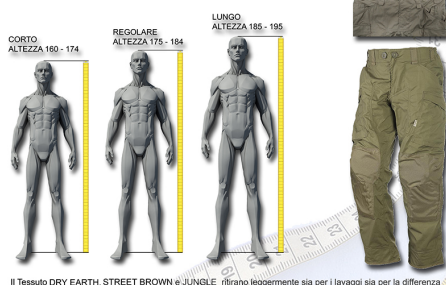 CORTO
ALTEZZA 160 - 174
REGOLARE
ALTEZZA 175 - 184
LUNGO
ALTEZZA 185 - 195
Il Tessuto DRY EARTH, STREET BROWN e JUNGLE ritirano leggermente sia per i lavaggi sia per la differenza